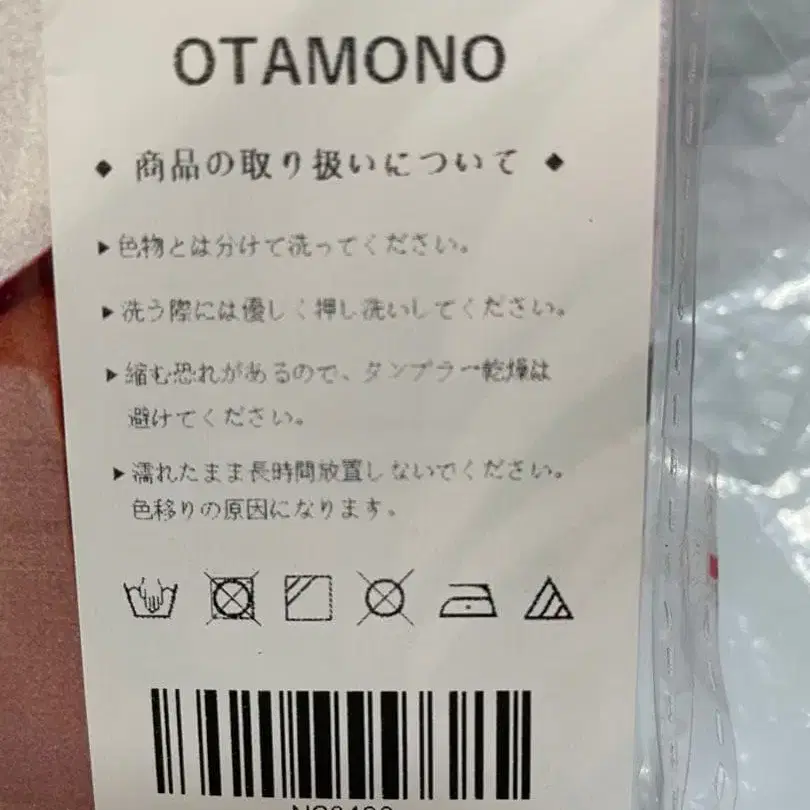 OTAMONO
◆ 商品の取り扱いについて ◆
▶色物とは分けて洗ってください。
▶洗う際には優しく押し洗いしてください。
▶縮む恐れがあるので、タンブラー乾燥は
避けてください。
▶濡れたまま長時間放置しないでください。
色移りの原因になります。